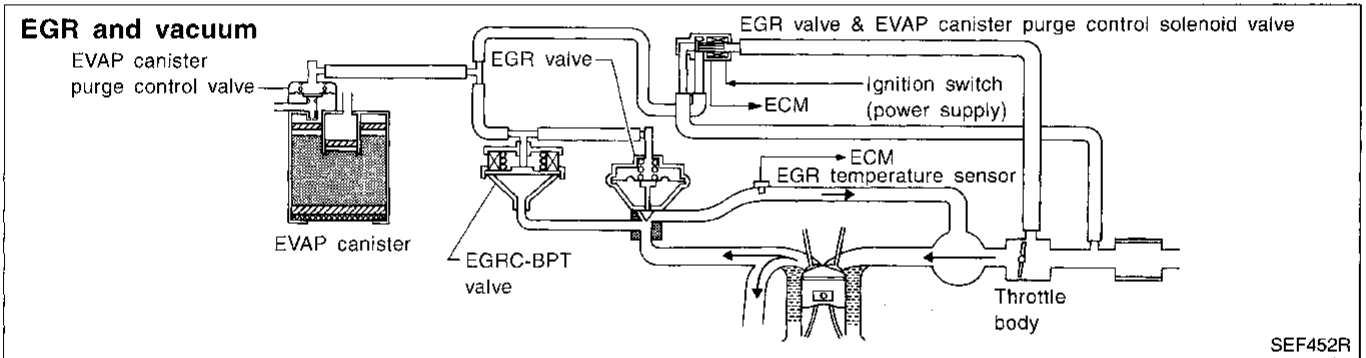 EGR and vacuum
EGR valve & EVAP canister purge control solenoid valve
EVAP canister
purge control valve
EGR valve
Ignition switch
(power supply)
ECM
ECM
EGR temperature sensor
EVAP canister
EGRC-BPT
valve
Throttle
body
SEF452R